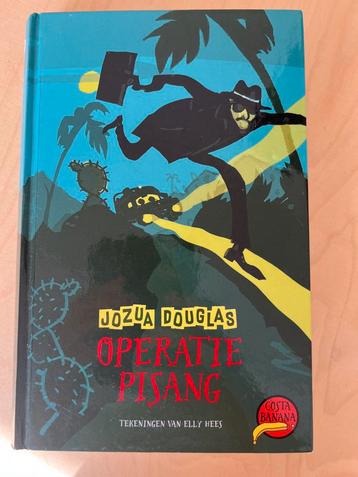 JOZUA DOUGLAS
OPERATIE
PISANG
TEKENINGEN VAN ELLY HEES
COSTA
BANANA